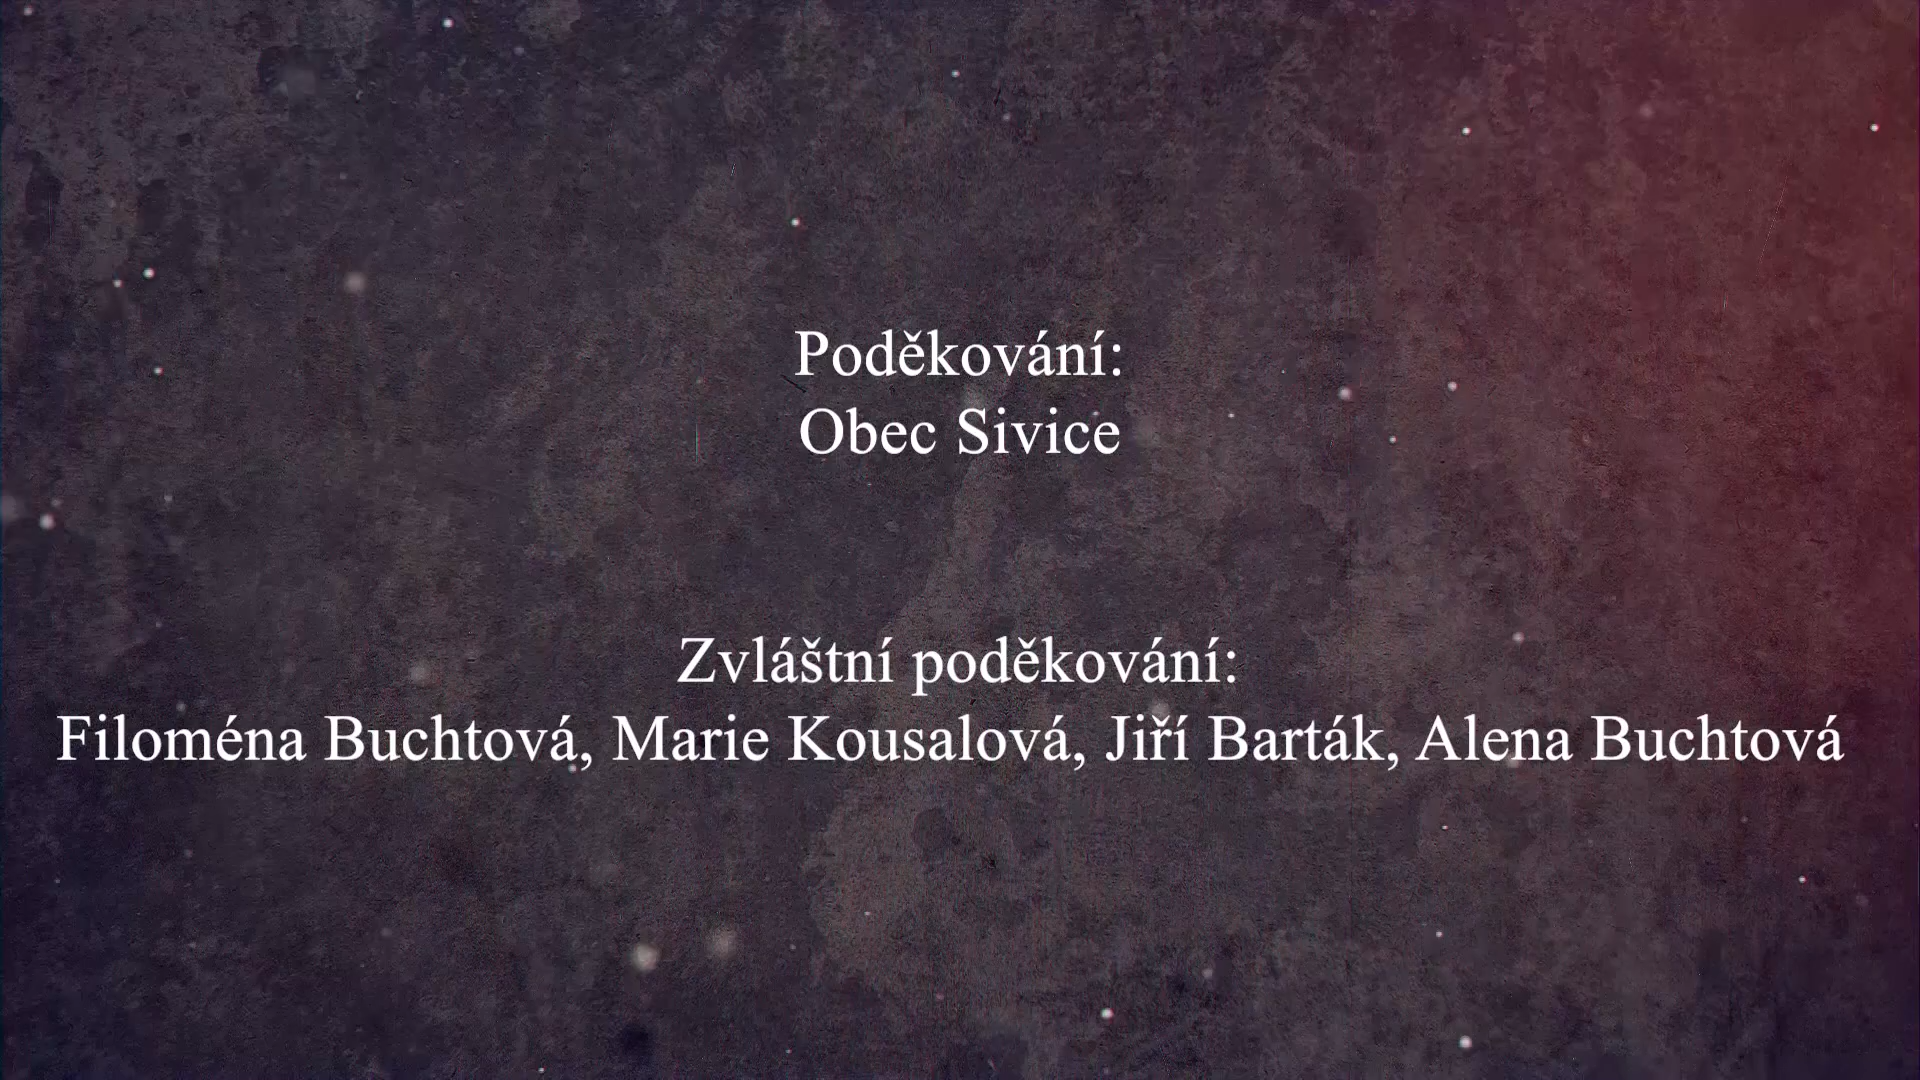 Poděkování:
Obec Sivice
Zvláštní poděkování:
Filoména Buchtová, Marie Kousalová, Jiří Barták, Alena Buchtová